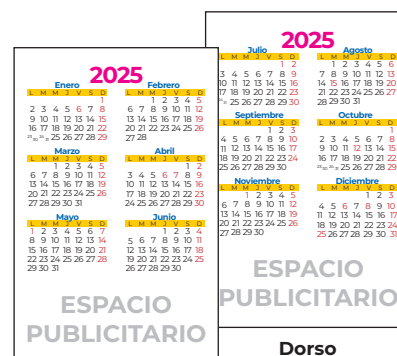 2025
Enero Febrero
L M M J V S D L M M J V S D
1 1 2 3 4 5
2 3 4 5 6 7 8 6 7 8 9 10 11 12
9 10 11 12 13 14 15 13 14 15 16 17 18 19
16 17 18 19 20 21 22 20 21 22 23 24 25 26
25 26 27 28 29 27 28
Marzo Abril
L M M J V S D L M M J V S D
1 2 3 4 5 1 2
6 7 8 9 10 11 12 3 4 5 6 7 8 9
13 14 15 16 17 18 19 10 11 12 13 14 15 16
20 21 22 23 24 25 26 17 18 19 20 21 22 23
27 28 29 30 31 24 25 26 27 28 29 30
Mayo Junio
L M M J V S D L M M J V S D
1 2 3 4 5 6 7 1 2 3 4
8 9 10 11 12 13 14 5 6 7 8 9 10 11
15 16 17 18 19 20 21 12 13 14 15 16 17 18
22 23 24 25 26 27 28 19 20 21 22 23 24 25
29 30 31 26 27 28 29 30
ESPACIO
PUBLICITARIO
2025
Julio Agosto
L M M J V S D L M M J V S D
1 2 1 2 3 4 5 6
3 4 5 6 7 8 9 7 8 9 10 11 12 13
10 11 12 13 14 15 16 14 15 16 17 18 19 20
17 18 19 20 21 22 23 21 22 23 24 25 26 27
25 26 27 28 29 30 28 29 30 31
Septiembre Octubre
L M M J V S D L M M J V S D
1 2 3 1
4 5 6 7 8 9 10 2 3 4 5 6 7 8
11 12 13 14 15 16 17 9 10 11 12 13 14 15
18 19 20 21 22 23 24 16 17 18 19 20 21 22
25 26 27 28 29 30 25 26 27 28 29
Noviembre Diciembre
L M M J V S D L M M J V S D
1 2 3 4 5 1 2 3
6 7 8 9 10 11 12 4 5 6 7 8 9 10
13 14 15 16 17 18 19 11 12 13 14 15 16 17
20 21 22 23 24 25 26 18 19 20 21 22 23 24
27 28 29 30 25 26 27 28 29 30 31
ESPACIO
PUBLICITARIO
Dorso